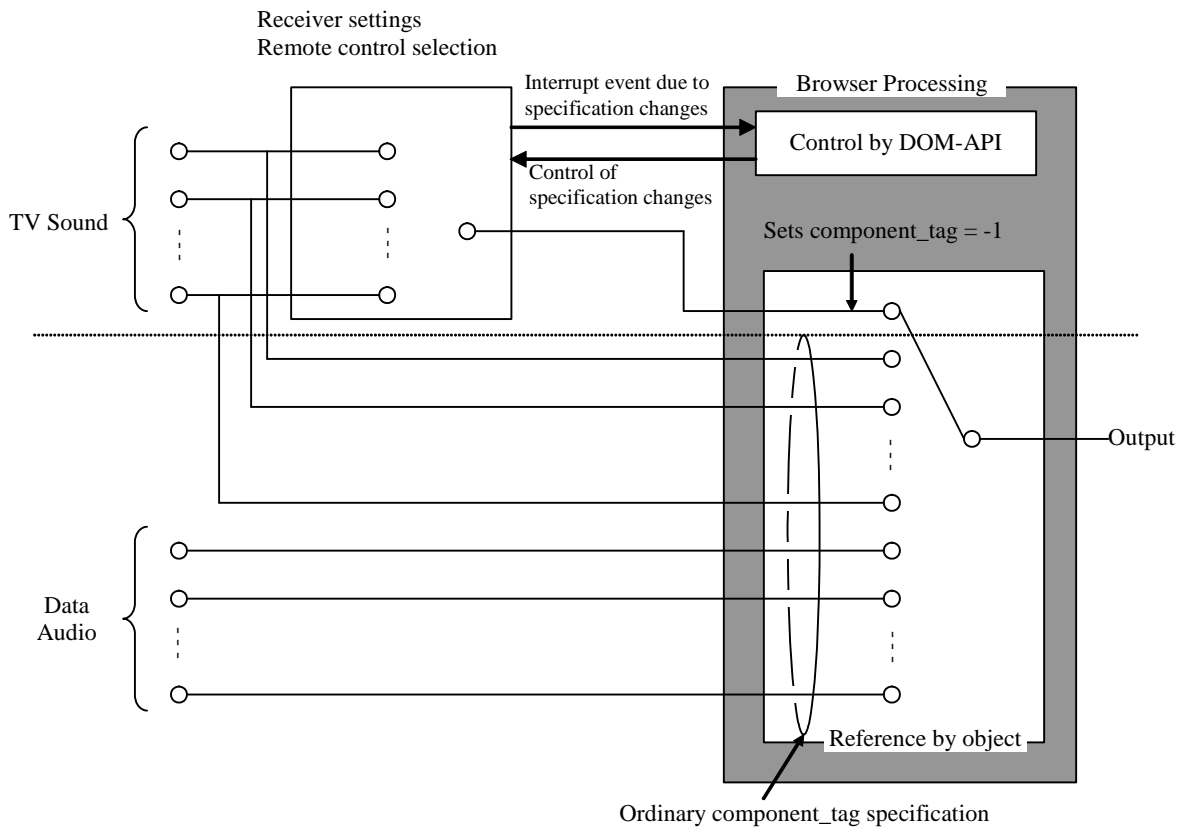 Receiver settings
Remote control selection
Interrupt event due to
specification changes
Browser Processing
Control by DOM-API
Control of
specification changes
TV Sound
Sets component_tag = -1
Output
Data
Audio
Reference by object
Ordinary component_tag specification